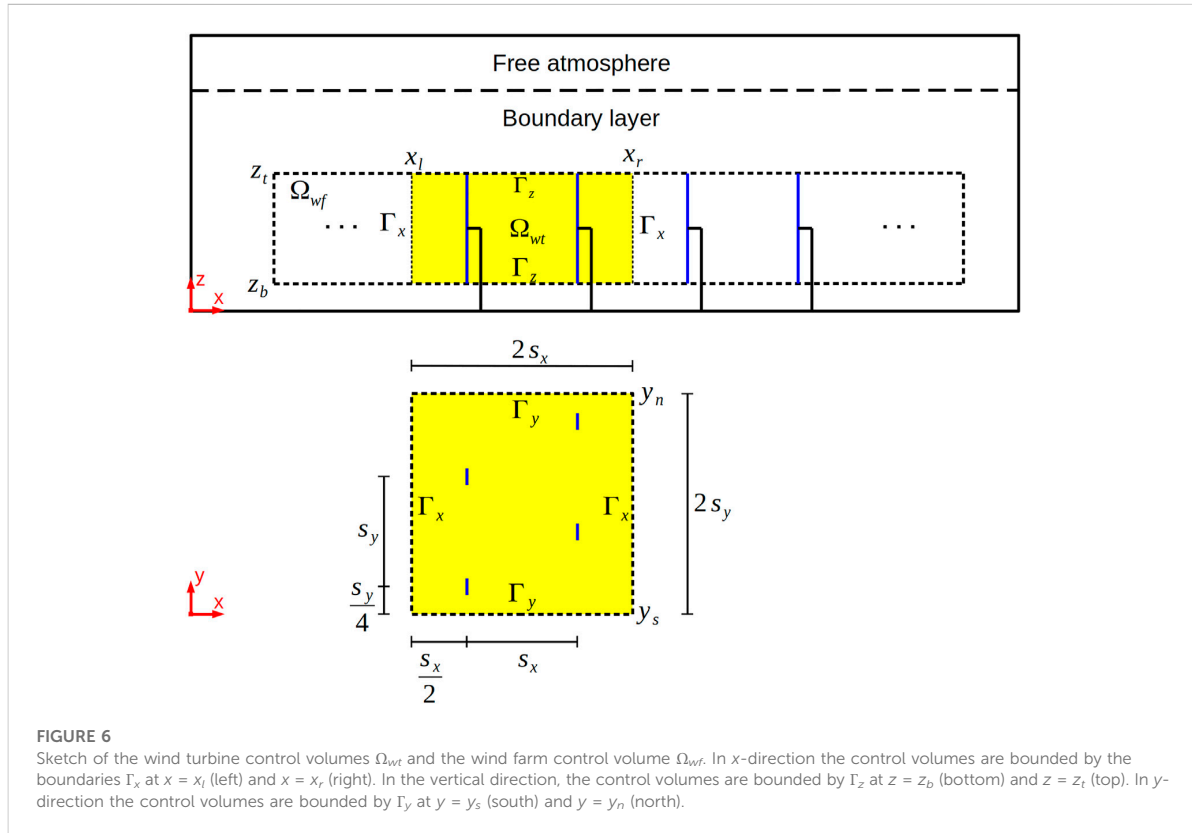 Free atmosphere
Boundary layer
x_l x_r
z_t Ω_wf Γ_z
... Γ_x Ω_wt Γ_x ...
z_b Γ_z
z
x
2 s_x
y_n
Γ_y
s_y Γ_x Γ_x 2 s_y
s_y/4 Γ_y
y_s
y
x
s_x/2 s_x
FIGURE 6
Sketch of the wind turbine control volumes Ω_wt and the wind farm control volume Ω_wf. In x-direction the control volumes are bounded by the
boundaries Γ_x at x = x_l (left) and x = x_r (right). In the vertical direction, the control volumes are bounded by Γ_z at z = z_b (bottom) and z = z_t (top). In y-
direction the control volumes are bounded by Γ_y at y = y_s (south) and y = y_n (north).